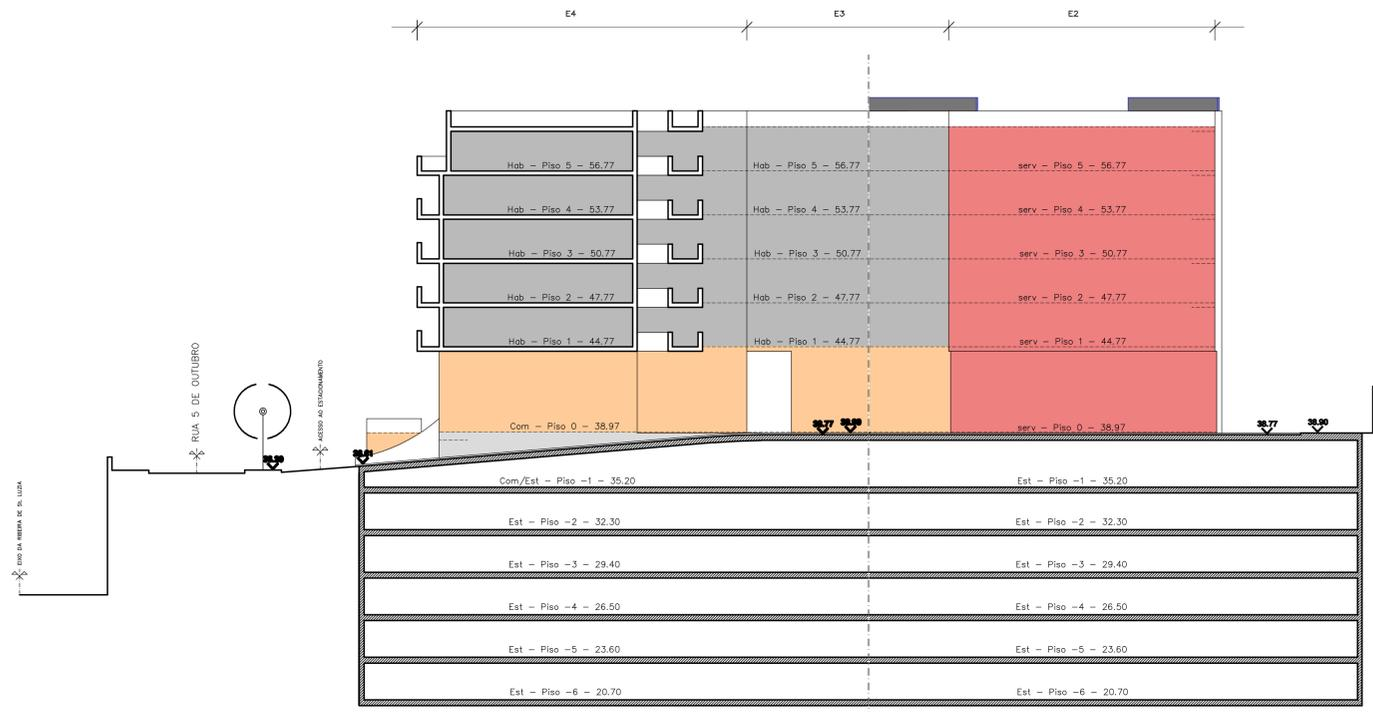 E4 E3 E2
Hab - Piso 5 - 56.77 Hab - Piso 5 - 56.77 serv - Piso 5 - 56.77
Hab - Piso 4 - 53.77 Hab - Piso 4 - 53.77 serv - Piso 4 - 53.77
Hab - Piso 3 - 50.77 Hab - Piso 3 - 50.77 serv - Piso 3 - 50.77
Hab - Piso 2 - 47.77 Hab - Piso 2 - 47.77 serv - Piso 2 - 47.77
Hab - Piso 1 - 44.77 Hab - Piso 1 - 44.77 serv - Piso 1 - 44.77
RUA 5 DE OUTUBRO
ACESSO AO ESTACIONAMENTO
Com - Piso 0 - 38.97 38.77 serv - Piso 0 - 38.97 38.77 38.90
EIXO DA RIBEIRA DE St. LUZIA
Com/Est - Piso -1 - 35.20 Est - Piso -1 - 35.20
Est - Piso -2 - 32.30 Est - Piso -2 - 32.30
Est - Piso -3 - 29.40 Est - Piso -3 - 29.40
Est - Piso -4 - 26.50 Est - Piso -4 - 26.50
Est - Piso -5 - 23.60 Est - Piso -5 - 23.60
Est - Piso -6 - 20.70 Est - Piso -6 - 20.70